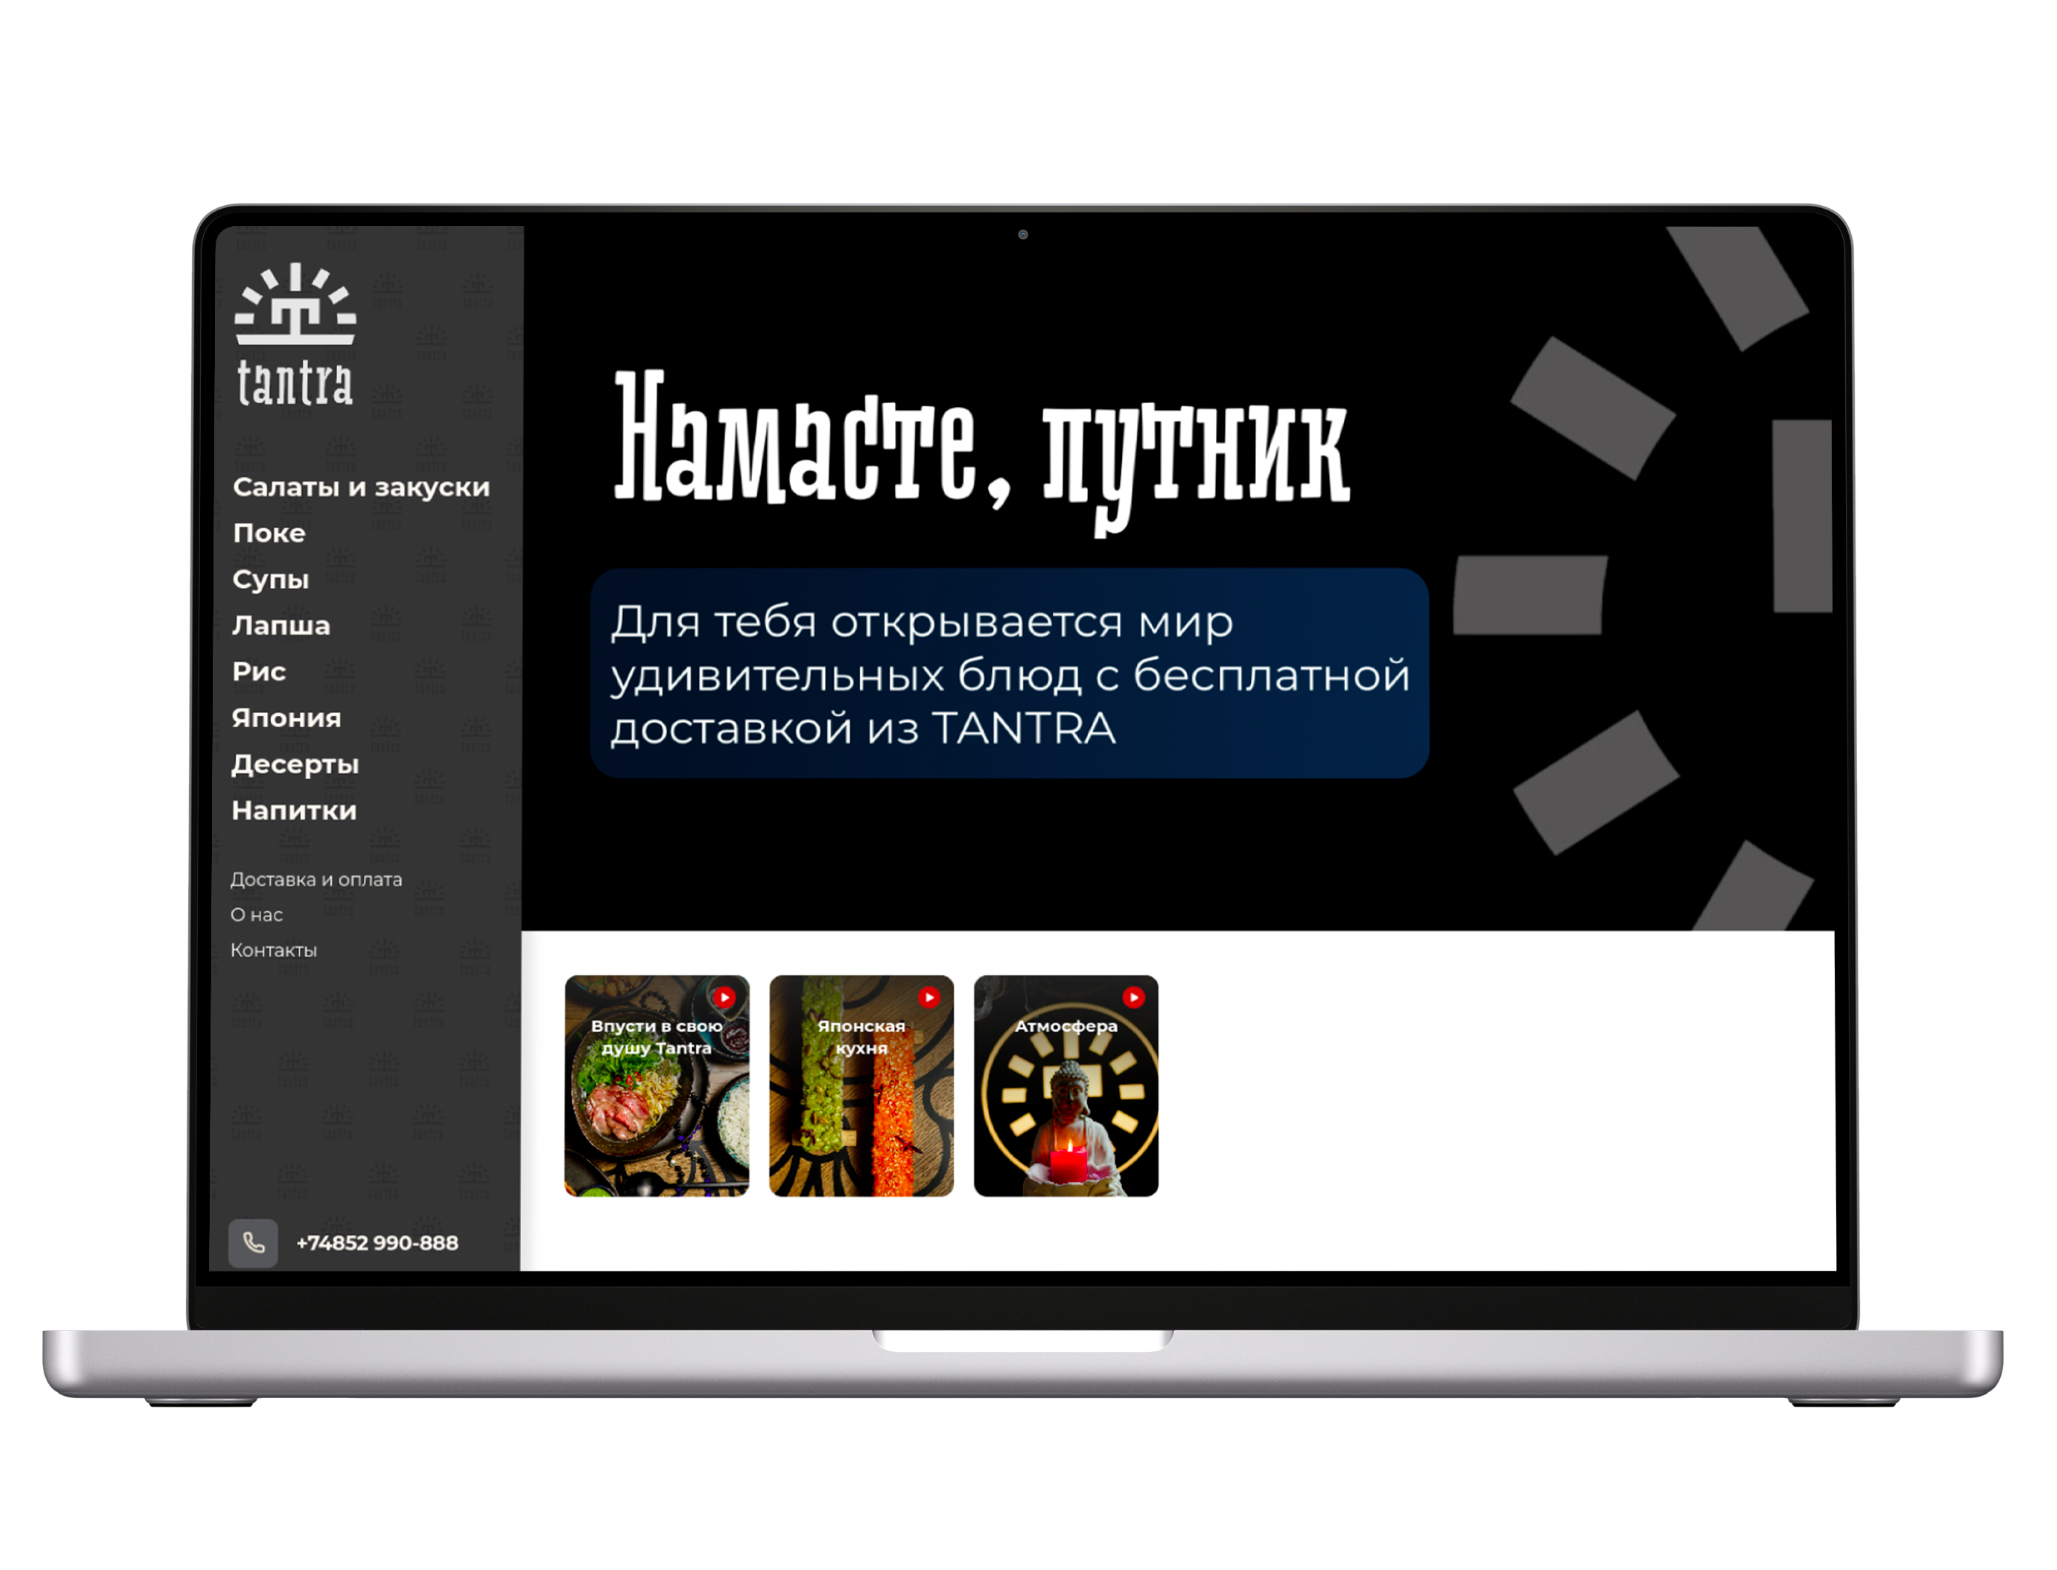 tantra
Салаты и закуски
Поке
Супы
Лапша
Рис
Япония
Десерты
Напитки
Доставка и оплата
О нас
Контакты
+74852 990-888
Намасте, путник
Для тебя открывается мир
удивительных блюд с бесплатной
доставкой из TANTRA
Впусти в свою
душу Tantra
Японская
кухня
Атмосфера